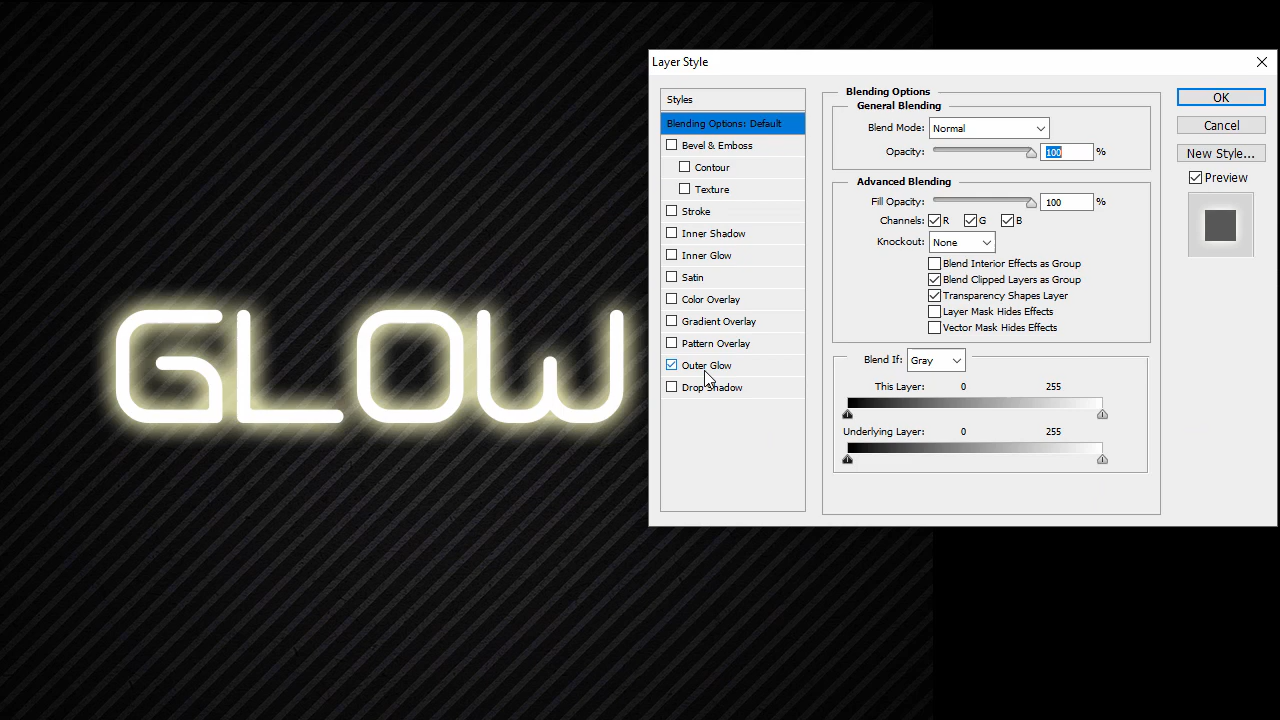 GLOW
Layer Style
Styles
Blending Options: Default
Bevel & Emboss
Contour
Texture
Stroke
Inner Shadow
Inner Glow
Satin
Color Overlay
Gradient Overlay
Pattern Overlay
Outer Glow
Drop Shadow
Blending Options
General Blending
Blend Mode: Normal
Opacity: 100 %
Advanced Blending
Fill Opacity: 100 %
Channels: R G B
Knockout: None
Blend Interior Effects as Group
Blend Clipped Layers as Group
Transparency Shapes Layer
Layer Mask Hides Effects
Vector Mask Hides Effects
Blend If: Gray
This Layer: 0 255
Underlying Layer: 0 255
OK
Cancel
New Style...
Preview